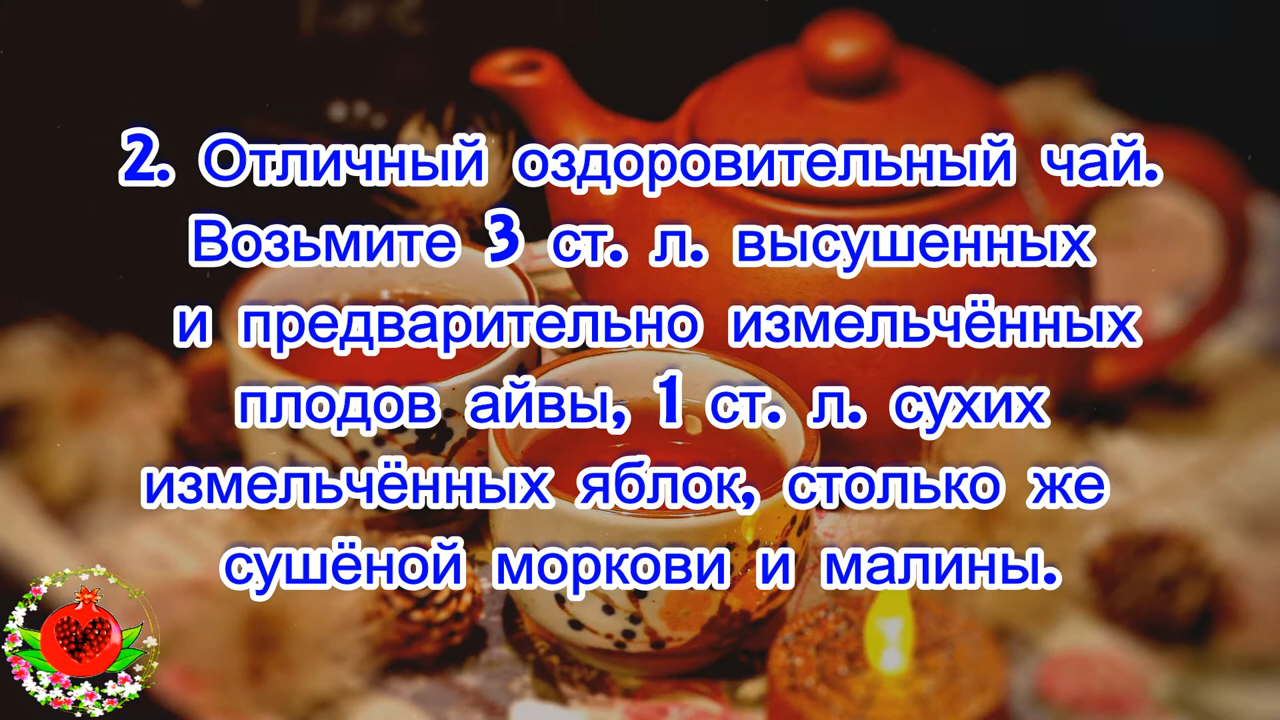 2. Отличный оздоровительный чай.
Возьмите 3 ст. л. высушенных
и предварительно измельчённых
плодов айвы, 1 ст. л. сухих
измельчённых яблок, столько же
сушёной моркови и малины.